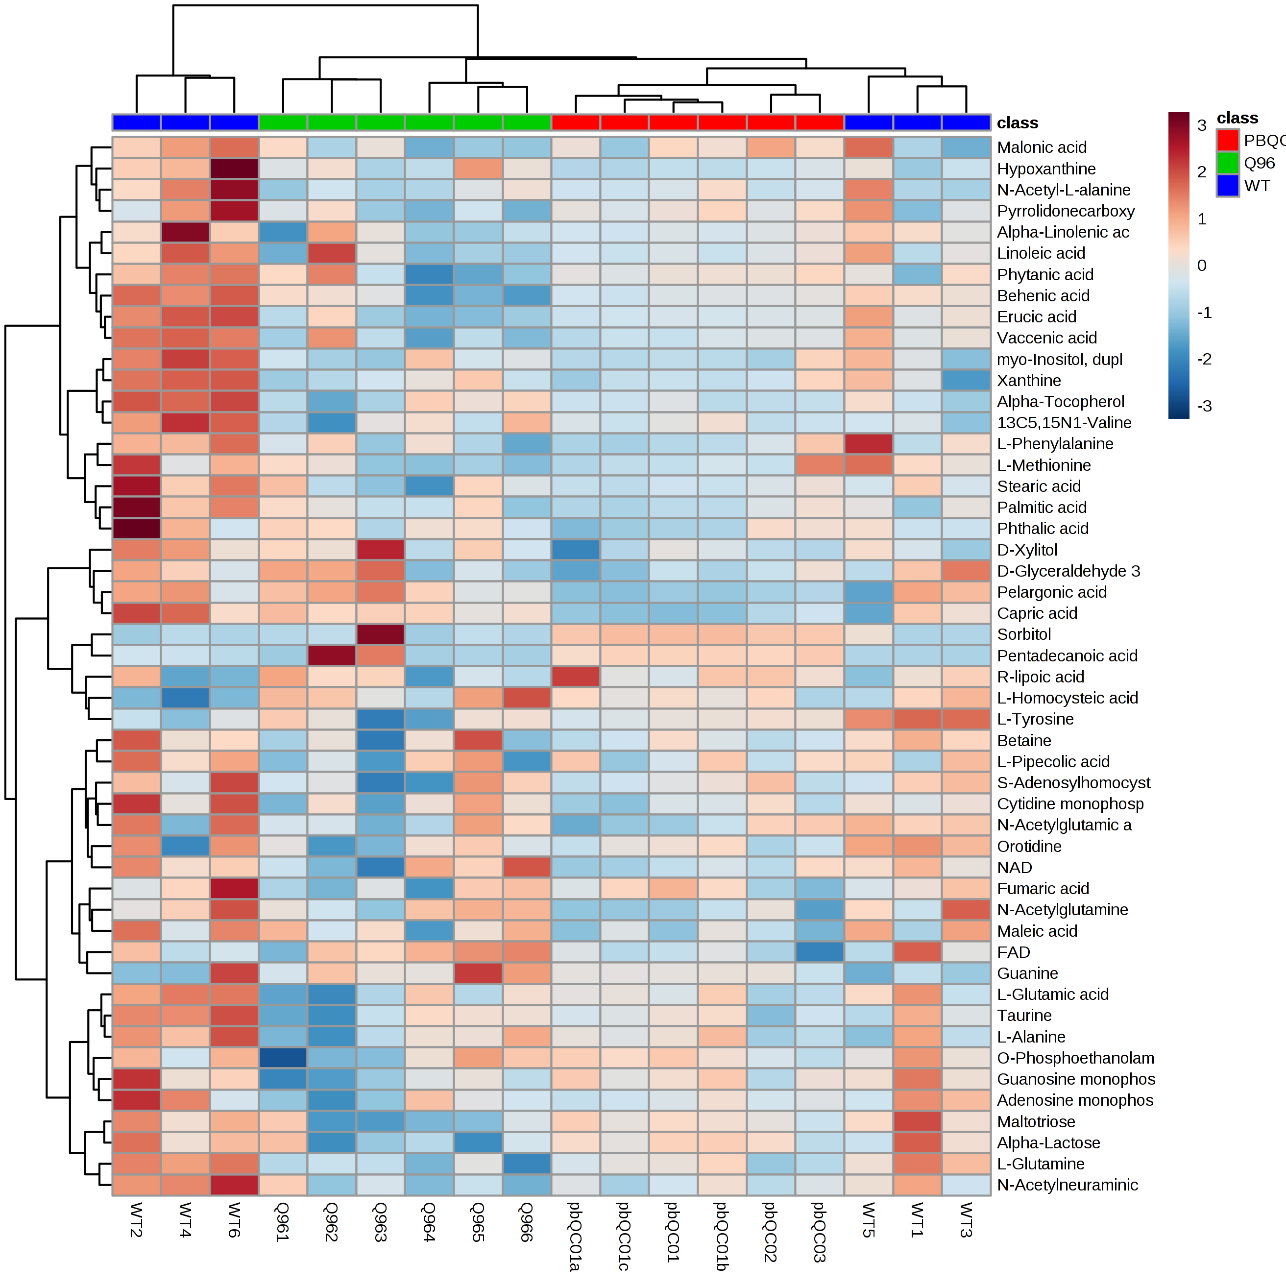 class
Malonic acid
Hypoxanthine
N-Acetyl-L-alanine
Pyrrolidonecarboxy
Alpha-Linolenic ac
Linoleic acid
Phytanic acid
Behenic acid
Erucic acid
Vaccenic acid
myo-Inositol, dupl
Xanthine
Alpha-Tocopherol
13C5,15N1-Valine
L-Phenylalanine
L-Methionine
Stearic acid
Palmitic acid
Phthalic acid
D-Xylitol
D-Glyceraldehyde 3
Pelargonic acid
Capric acid
Sorbitol
Pentadecanoic acid
R-lipoic acid
L-Homocysteic acid
L-Tyrosine
Betaine
L-Pipecolic acid
S-Adenosylhomocyst
Cytidine monophosp
N-Acetylglutamic a
Orotidine
NAD
Fumaric acid
N-Acetylglutamine
Maleic acid
FAD
Guanine
L-Glutamic acid
Taurine
L-Alanine
O-Phosphoethanolam
Guanosine monophos
Adenosine monophos
Maltotriose
Alpha-Lactose
L-Glutamine
N-Acetylneuraminic
WT2
WT4
WT6
Q961
Q962
Q963
Q964
Q965
Q966
pbQC01a
pbQC01c
pbQC01
pbQC01b
pbQC02
pbQC03
WT5
WT1
WT3
3
2
1
0
-1
-2
-3
class
PBQC
Q96
WT